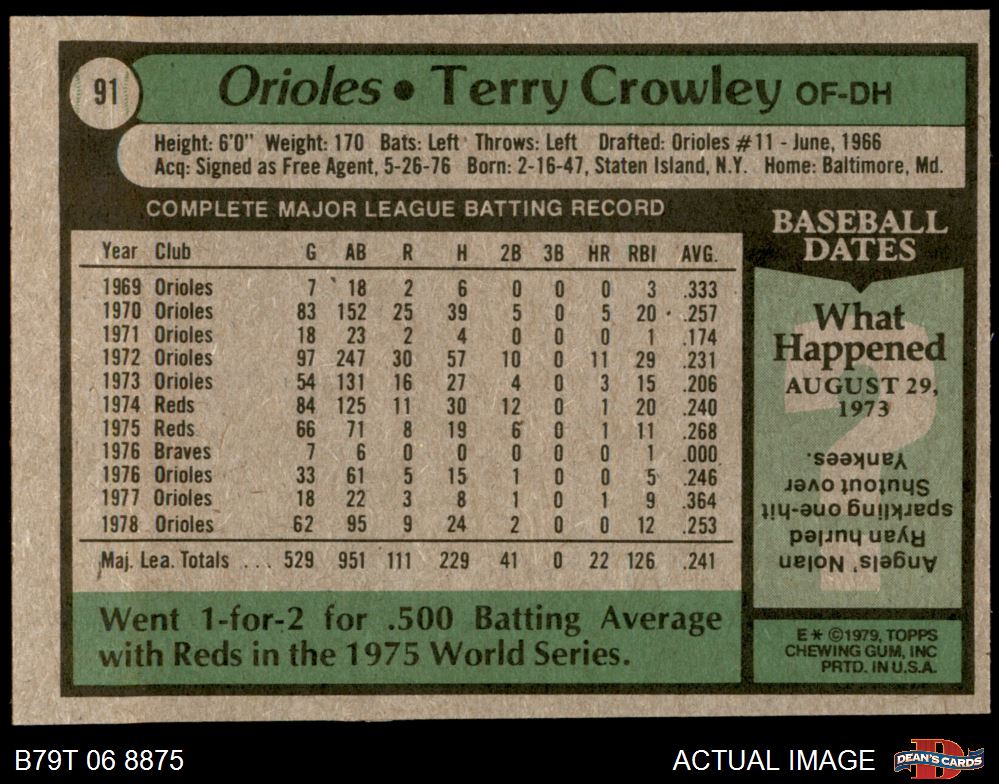 91
Orioles • Terry Crowley OF-DH
Height: 6'0" Weight: 170 Bats: Left Throws: Left Drafted: Orioles #11 - June, 1966
Acq: Signed as Free Agent, 5-26-76 Born: 2-16-47, Staten Island, N.Y. Home: Baltimore, Md.
COMPLETE MAJOR LEAGUE BATTING RECORD
Year Club G AB R H 2B 3B HR RBI AVG.
1969 Orioles 7 18 2 6 0 0 0 3 .333
1970 Orioles 83 152 25 39 5 0 5 20 .257
1971 Orioles 18 23 2 4 0 0 0 1 .174
1972 Orioles 97 247 30 57 10 0 11 29 .231
1973 Orioles 54 131 16 27 4 0 3 15 .206
1974 Reds 84 125 11 30 12 0 1 20 .240
1975 Reds 66 71 8 19 6 0 1 11 .268
1976 Braves 7 6 0 0 0 0 0 1 .000
1976 Orioles 33 61 5 15 1 0 0 5 .246
1977 Orioles 18 22 3 8 1 0 1 9 .364
1978 Orioles 62 95 9 24 2 0 0 12 .253
Maj. Lea. Totals ... 529 951 111 229 41 0 22 126 .241
Went 1-for-2 for .500 Batting Average
with Reds in the 1975 World Series.
BASEBALL
DATES
What
Happened
AUGUST 29,
1973
Angels' Nolan
Ryan hurled
sparkling one-hit
Shutout over
Yankees.
E * ©1979, TOPPS
CHEWING GUM, INC
PRTD. IN U.S.A.
B79T 06 8875
ACTUAL IMAGE
DEAN'S CARDS